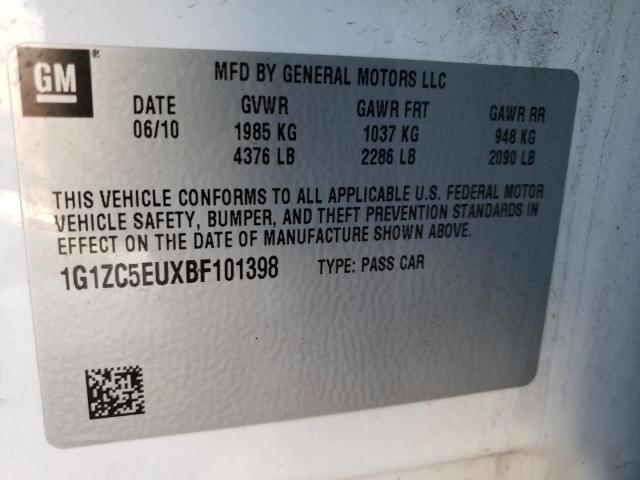 GM®
MFD BY GENERAL MOTORS LLC
DATE GVWR GAWR FRT GAWR RR
06/10 1985 KG 1037 KG 948 KG
4376 LB 2286 LB 2090 LB
THIS VEHICLE CONFORMS TO ALL APPLICABLE U.S. FEDERAL MOTOR
VEHICLE SAFETY, BUMPER, AND THEFT PREVENTION STANDARDS IN
EFFECT ON THE DATE OF MANUFACTURE SHOWN ABOVE.
1G1ZC5EUXBF101398 TYPE: PASS CAR